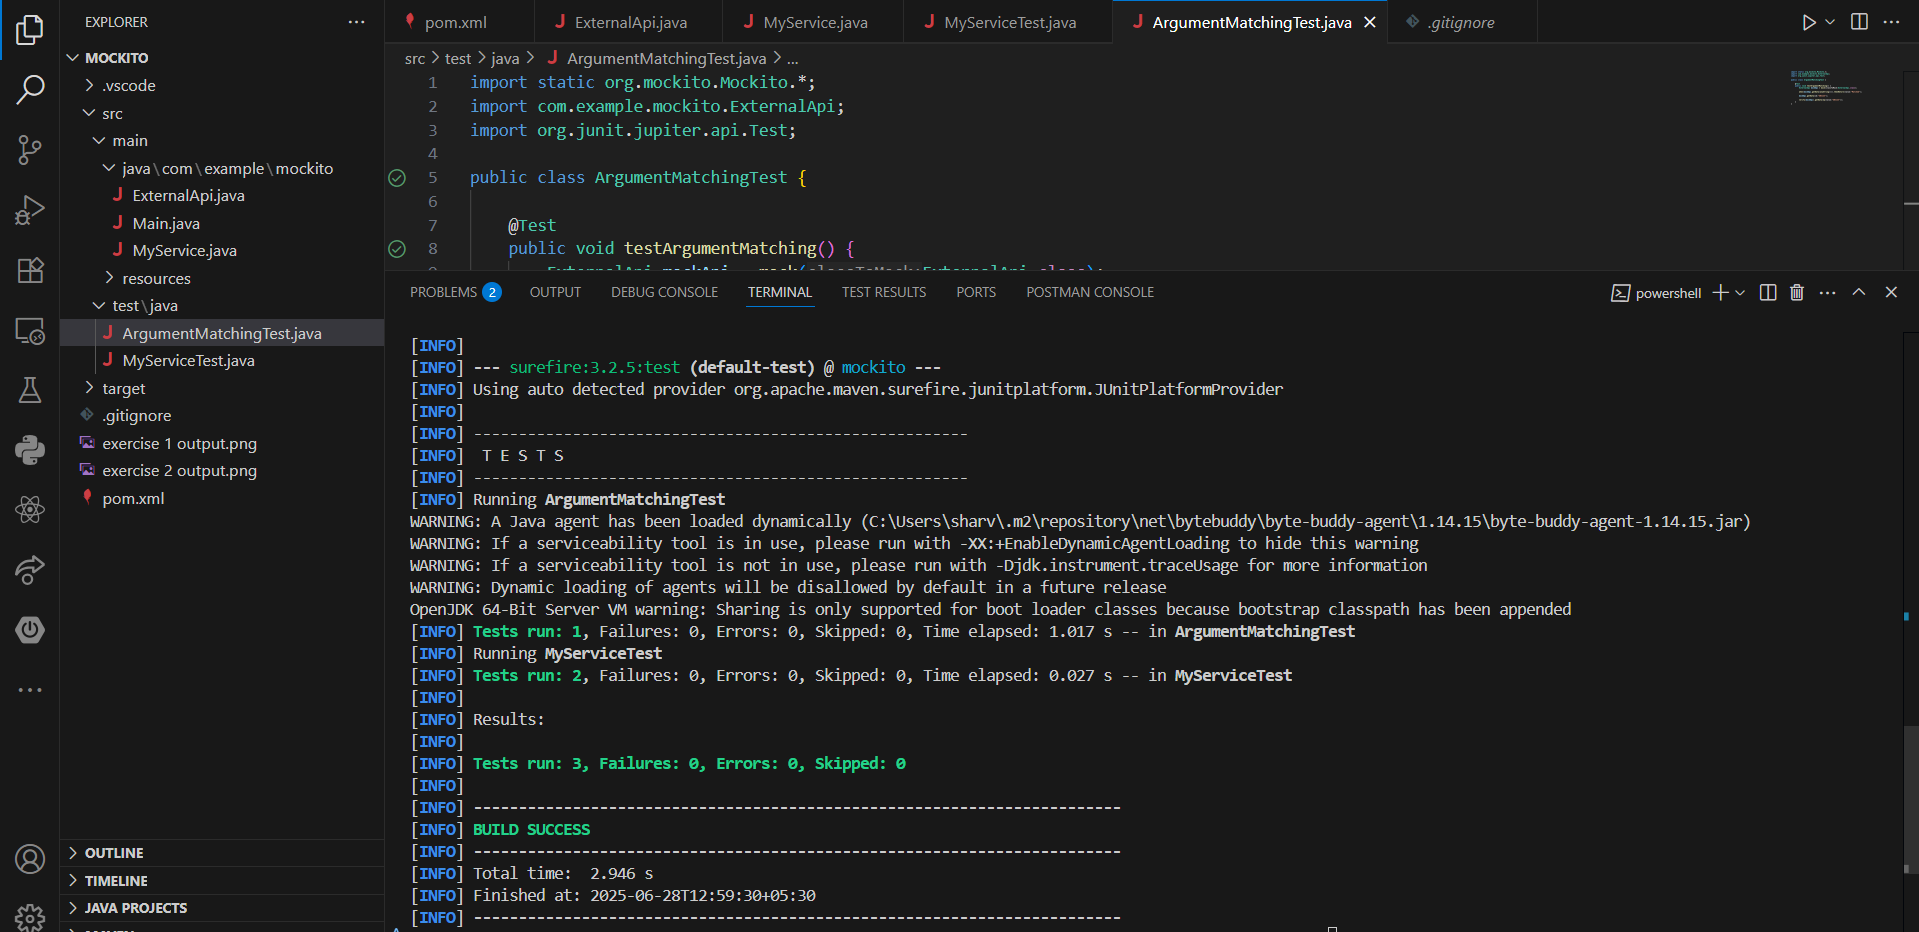 EXPLORER
MOCKITO
.vscode
src
main
java\com\example\mockito
ExternalApi.java
Main.java
MyService.java
resources
test\java
ArgumentMatchingTest.java
MyServiceTest.java
target
.gitignore
exercise 1 output.png
exercise 2 output.png
pom.xml
OUTLINE
TIMELINE
JAVA PROJECTS
pom.xml
ExternalApi.java
MyService.java
MyServiceTest.java
ArgumentMatchingTest.java
.gitignore
src > test > java > ArgumentMatchingTest.java > ...
1 import static org.mockito.Mockito.*;
2 import com.example.mockito.ExternalApi;
3 import org.junit.jupiter.api.Test;
4
5 public class ArgumentMatchingTest {
6
7 @Test
8 public void testArgumentMatching() {
PROBLEMS 2 OUTPUT DEBUG CONSOLE TERMINAL TEST RESULTS PORTS POSTMAN CONSOLE
powershell
[INFO]
[INFO] --- surefire:3.2.5:test (default-test) @ mockito ---
[INFO] Using auto detected provider org.apache.maven.surefire.junitplatform.JUnitPlatformProvider
[INFO]
[INFO] -------------------------------------------------------
[INFO]  T E S T S
[INFO] -------------------------------------------------------
[INFO] Running ArgumentMatchingTest
WARNING: A Java agent has been loaded dynamically (C:\Users\sharv\.m2\repository\net\bytebuddy\byte-buddy-agent\1.14.15\byte-buddy-agent-1.14.15.jar)
WARNING: If a serviceability tool is in use, please run with -XX:+EnableDynamicAgentLoading to hide this warning
WARNING: If a serviceability tool is not in use, please run with -Djdk.instrument.traceUsage for more information
WARNING: Dynamic loading of agents will be disallowed by default in a future release
OpenJDK 64-Bit Server VM warning: Sharing is only supported for boot loader classes because bootstrap classpath has been appended
[INFO] Tests run: 1, Failures: 0, Errors: 0, Skipped: 0, Time elapsed: 1.017 s -- in ArgumentMatchingTest
[INFO] Running MyServiceTest
[INFO] Tests run: 2, Failures: 0, Errors: 0, Skipped: 0, Time elapsed: 0.027 s -- in MyServiceTest
[INFO]
[INFO] Results:
[INFO]
[INFO] Tests run: 3, Failures: 0, Errors: 0, Skipped: 0
[INFO]
[INFO] ------------------------------------------------------------------------
[INFO] BUILD SUCCESS
[INFO] ------------------------------------------------------------------------
[INFO] Total time:  2.946 s
[INFO] Finished at: 2025-06-28T12:59:30+05:30
[INFO] ------------------------------------------------------------------------